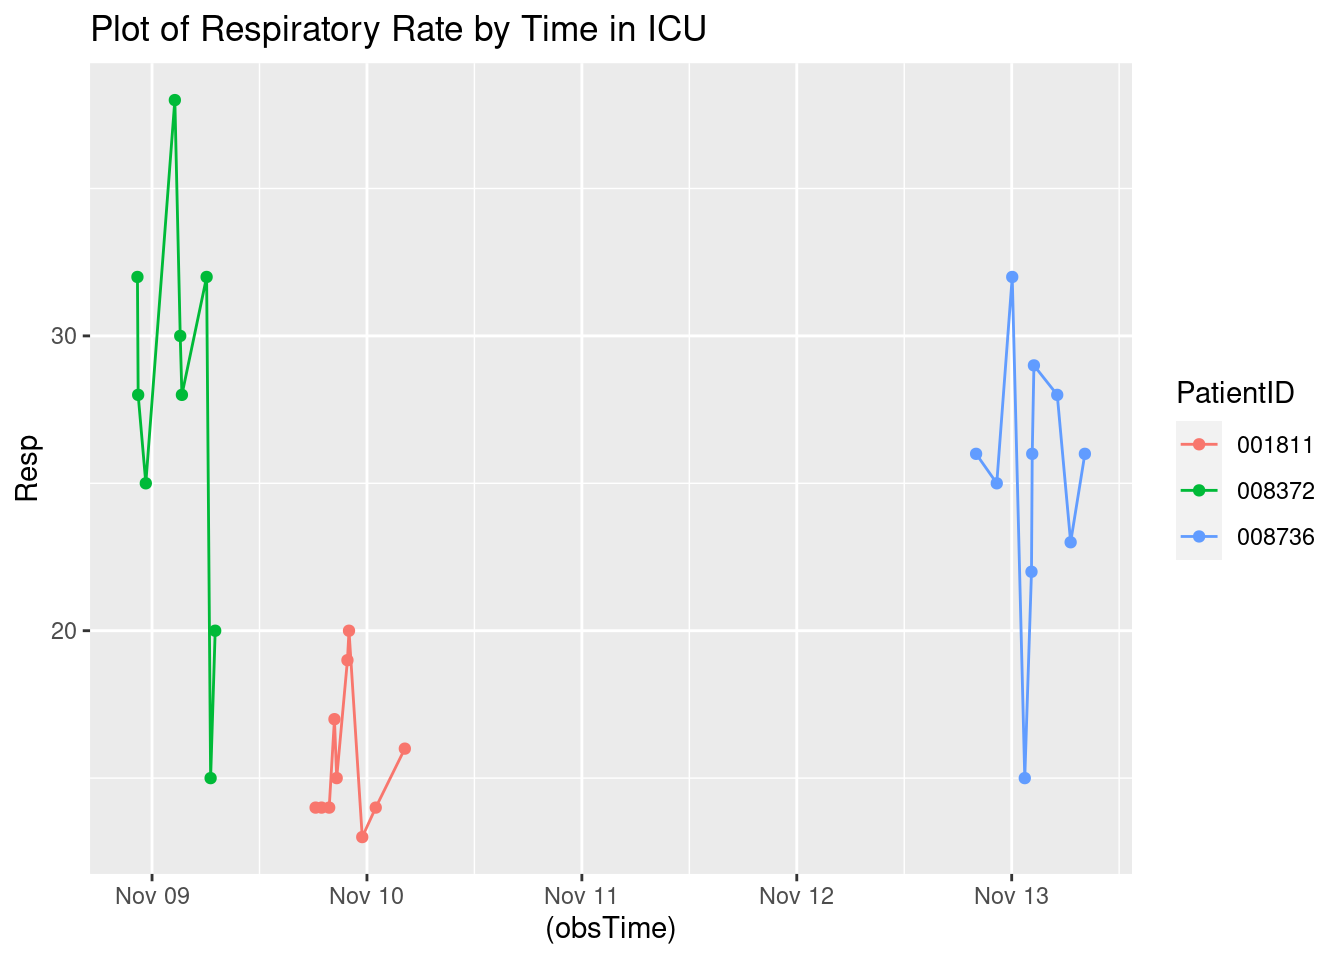 Plot of Respiratory Rate by Time in ICU
Resp
30
20
Nov 09
Nov 10
Nov 11
Nov 12
Nov 13
(obsTime)
PatientID
001811
008372
008736